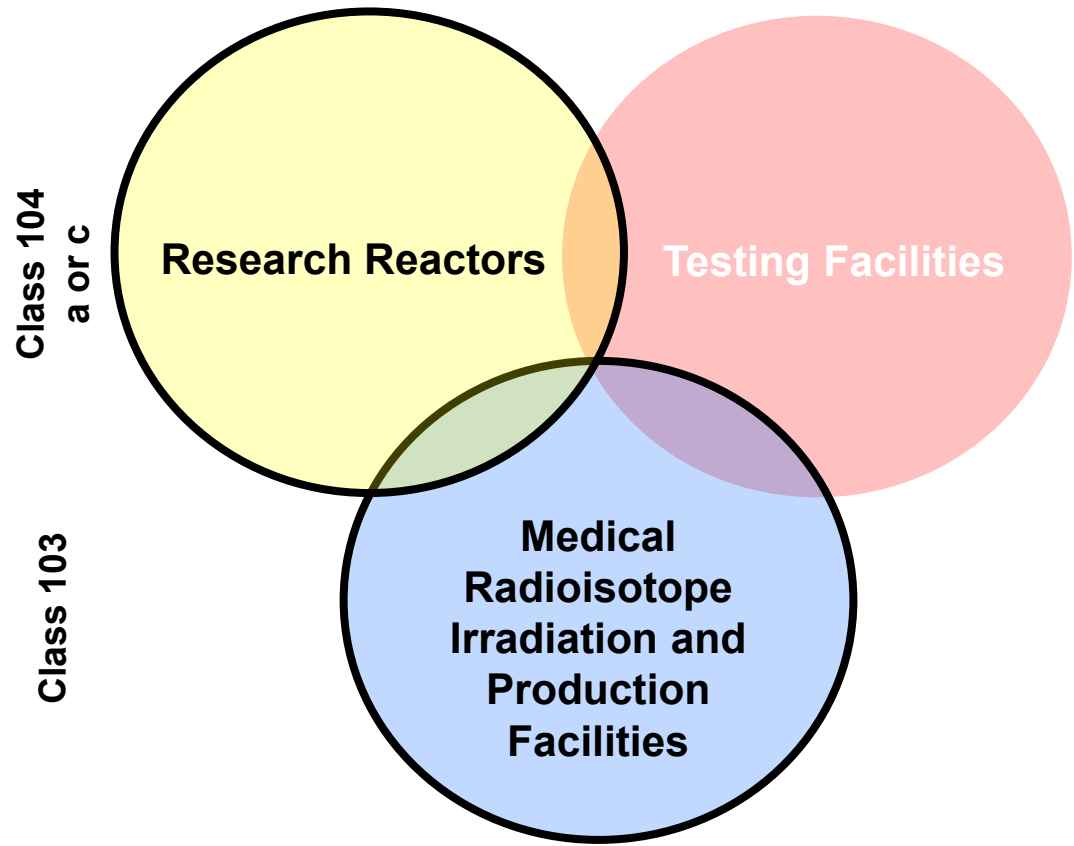 Class 104
a or c
Research Reactors
Testing Facilities
Class 103
Medical
Radioisotope
Irradiation and
Production
Facilities